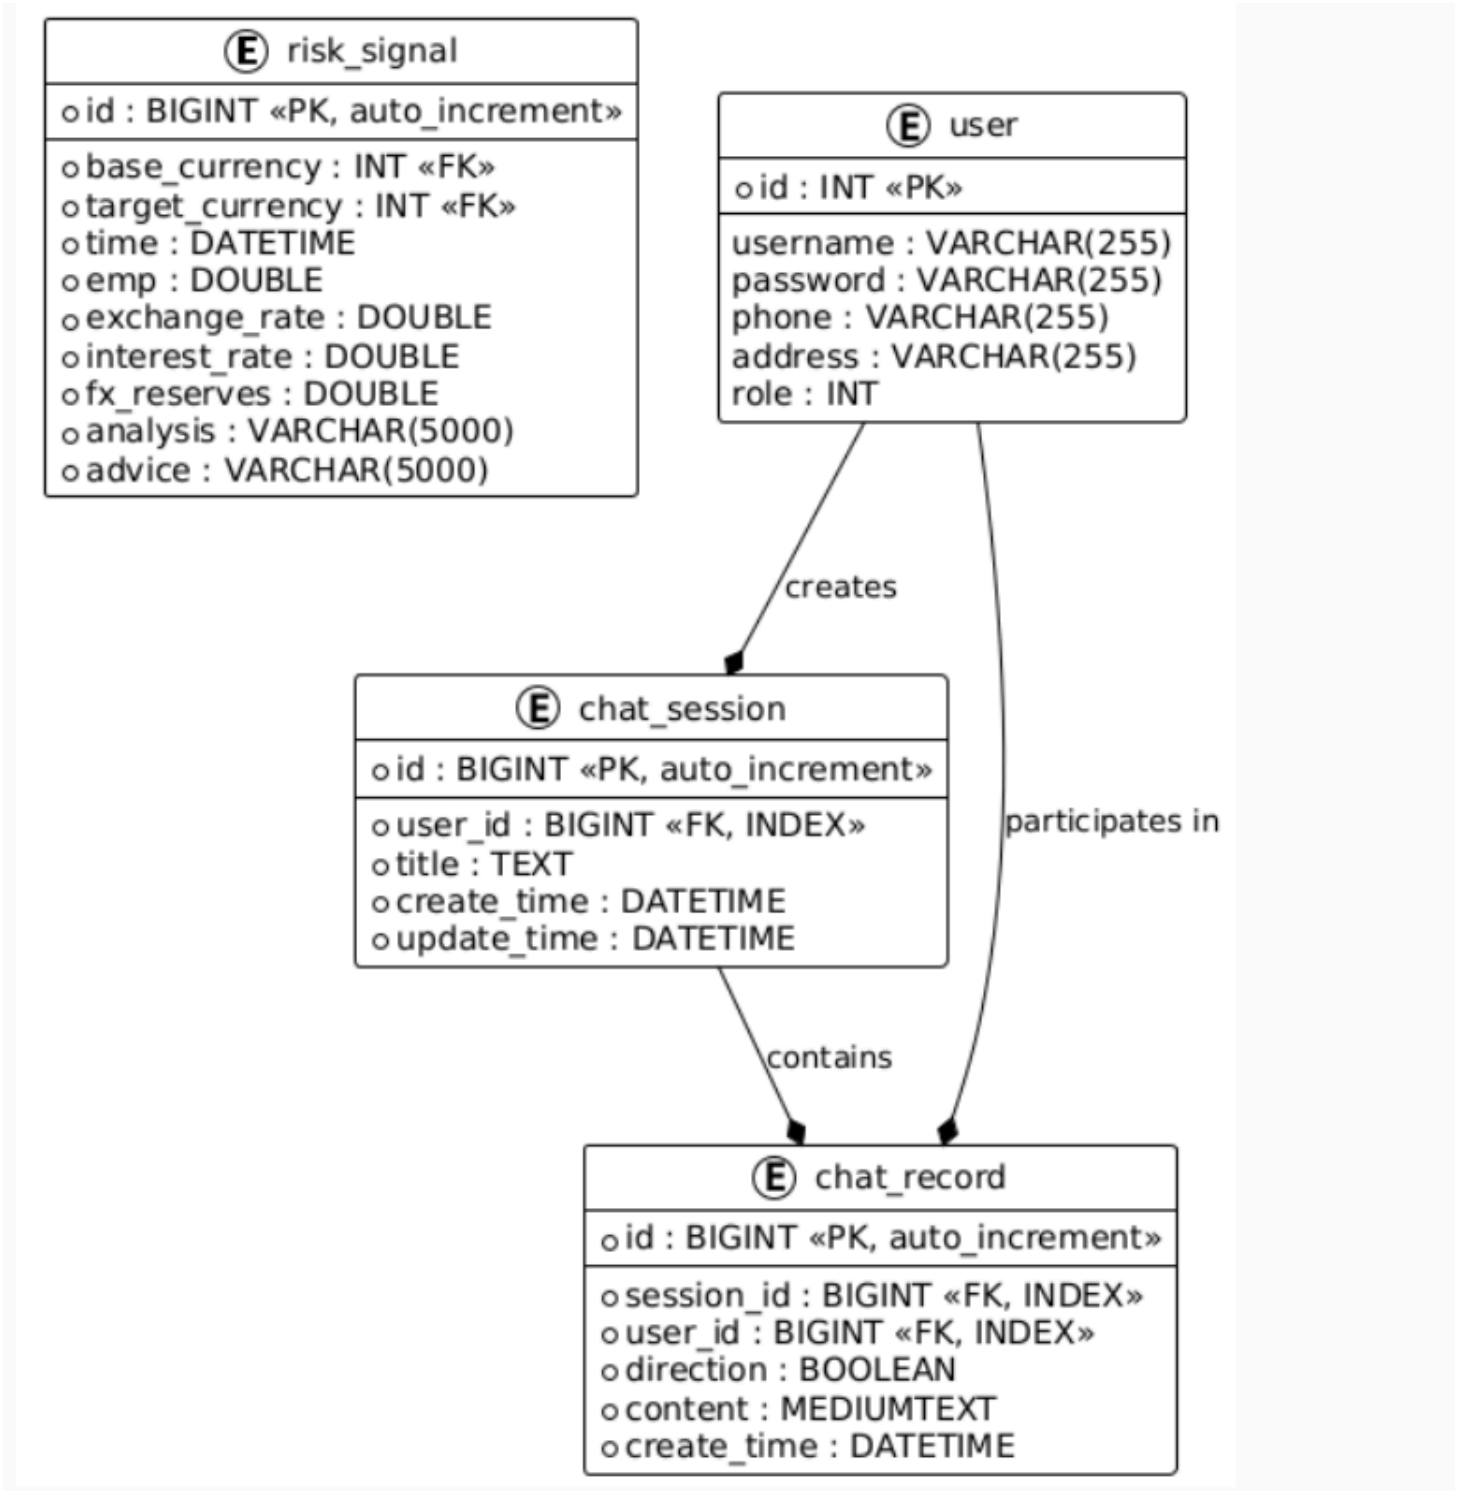 E risk_signal
id : BIGINT «PK, auto_increment»
base_currency : INT «FK»
target_currency : INT «FK»
time : DATETIME
emp : DOUBLE
exchange_rate : DOUBLE
interest_rate : DOUBLE
fx_reserves : DOUBLE
analysis : VARCHAR(5000)
advice : VARCHAR(5000)
E user
id : INT «PK»
username : VARCHAR(255)
password : VARCHAR(255)
phone : VARCHAR(255)
address : VARCHAR(255)
role : INT
creates
E chat_session
id : BIGINT «PK, auto_increment»
user_id : BIGINT «FK, INDEX»
title : TEXT
create_time : DATETIME
update_time : DATETIME
participates in
contains
E chat_record
id : BIGINT «PK, auto_increment»
session_id : BIGINT «FK, INDEX»
user_id : BIGINT «FK, INDEX»
direction : BOOLEAN
content : MEDIUMTEXT
create_time : DATETIME